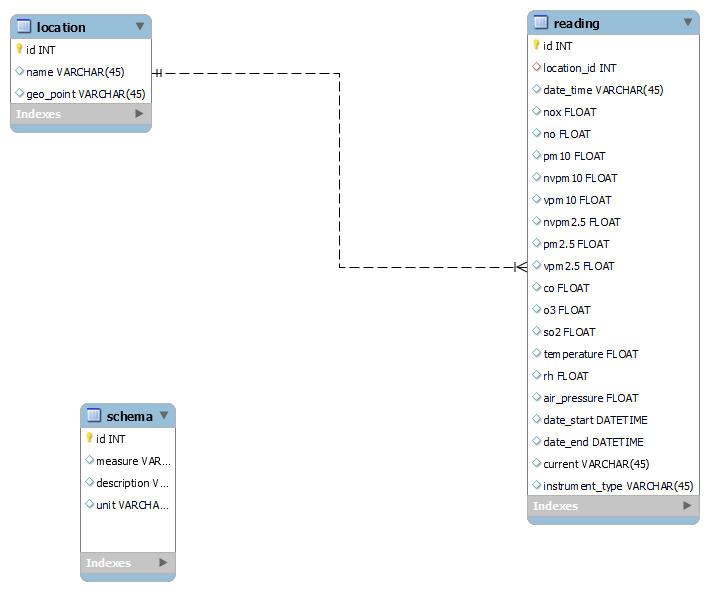 location
id INT
name VARCHAR(45)
geo_point VARCHAR(45)
Indexes
reading
id INT
location_id INT
date_time VARCHAR(45)
nox FLOAT
no FLOAT
pm10 FLOAT
nvpm10 FLOAT
vpm10 FLOAT
nvpm2.5 FLOAT
pm2.5 FLOAT
vpm2.5 FLOAT
co FLOAT
o3 FLOAT
so2 FLOAT
temperature FLOAT
rh FLOAT
air_pressure FLOAT
date_start DATETIME
date_end DATETIME
current VARCHAR(45)
instrument_type VARCHAR(45)
Indexes
schema
id INT
measure VAR...
description V...
unit VARCHA...
Indexes